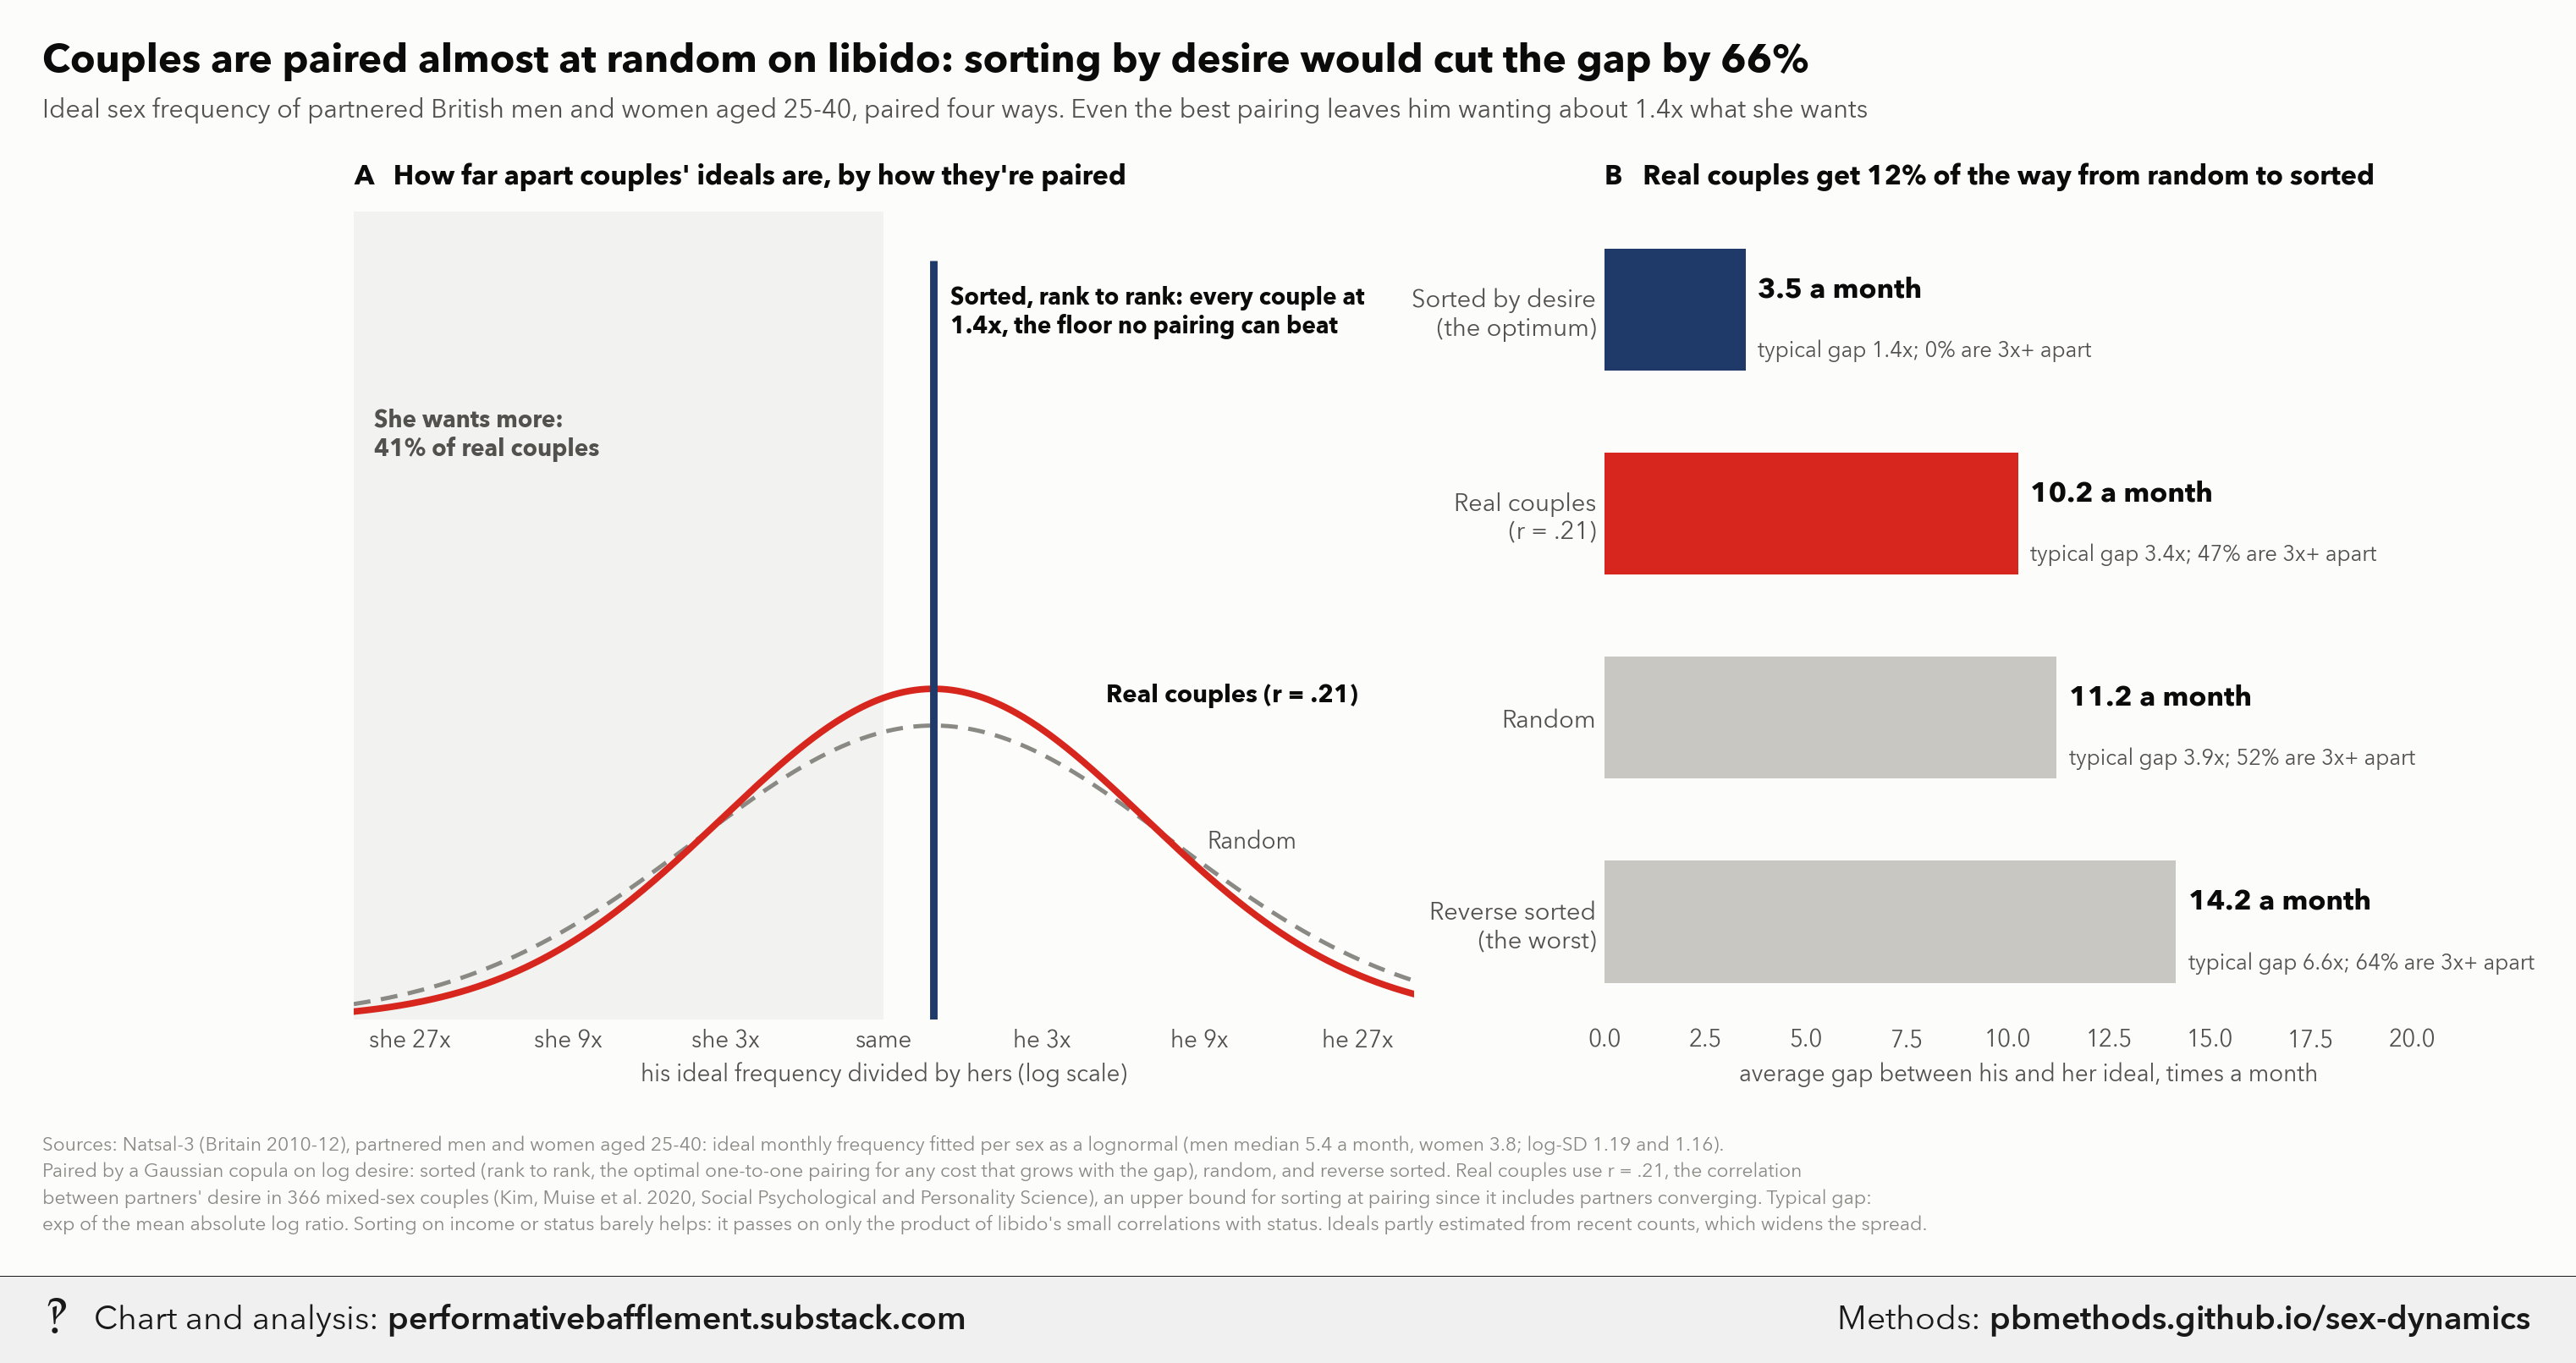 Couples are paired almost at random on libido: sorting by desire would cut the gap by 66%
Ideal sex frequency of partnered British men and women aged 25-40, paired four ways. Even the best pairing leaves him wanting about 1.4x what she wants
A How far apart couples' ideals are, by how they're paired
Sorted, rank to rank: every couple at
1.4x, the floor no pairing can beat
She wants more:
41% of real couples
Real couples (r = .21)
Random
she 27x
she 9x
she 3x
same
he 3x
he 9x
he 27x
his ideal frequency divided by hers (log scale)
B Real couples get 12% of the way from random to sorted
Sorted by desire
(the optimum)
3.5 a month
typical gap 1.4x; 0% are 3x+ apart
Real couples
(r = .21)
10.2 a month
typical gap 3.4x; 47% are 3x+ apart
Random
11.2 a month
typical gap 3.9x; 52% are 3x+ apart
Reverse sorted
(the worst)
14.2 a month
typical gap 6.6x; 64% are 3x+ apart
0.0
2.5
5.0
7.5
10.0
12.5
15.0
17.5
20.0
average gap between his and her ideal, times a month
Sources: Natsal-3 (Britain 2010-12), partnered men and women aged 25-40: ideal monthly frequency fitted per sex as a lognormal (men median 5.4 a month, women 3.8; log-SD 1.19 and 1.16).
Paired by a Gaussian copula on log desire: sorted (rank to rank, the optimal one-to-one pairing for any cost that grows with the gap), random, and reverse sorted. Real couples use r = .21, the correlation
between partners' desire in 366 mixed-sex couples (Kim, Muise et al. 2020, Social Psychological and Personality Science), an upper bound for sorting at pairing since it includes partners converging. Typical gap:
exp of the mean absolute log ratio. Sorting on income or status barely helps: it passes on only the product of libido's small correlations with status. Ideals partly estimated from recent counts, which widens the spread.
‽ Chart and analysis: performativebafflement.substack.com
Methods: pbmethods.github.io/sex-dynamics